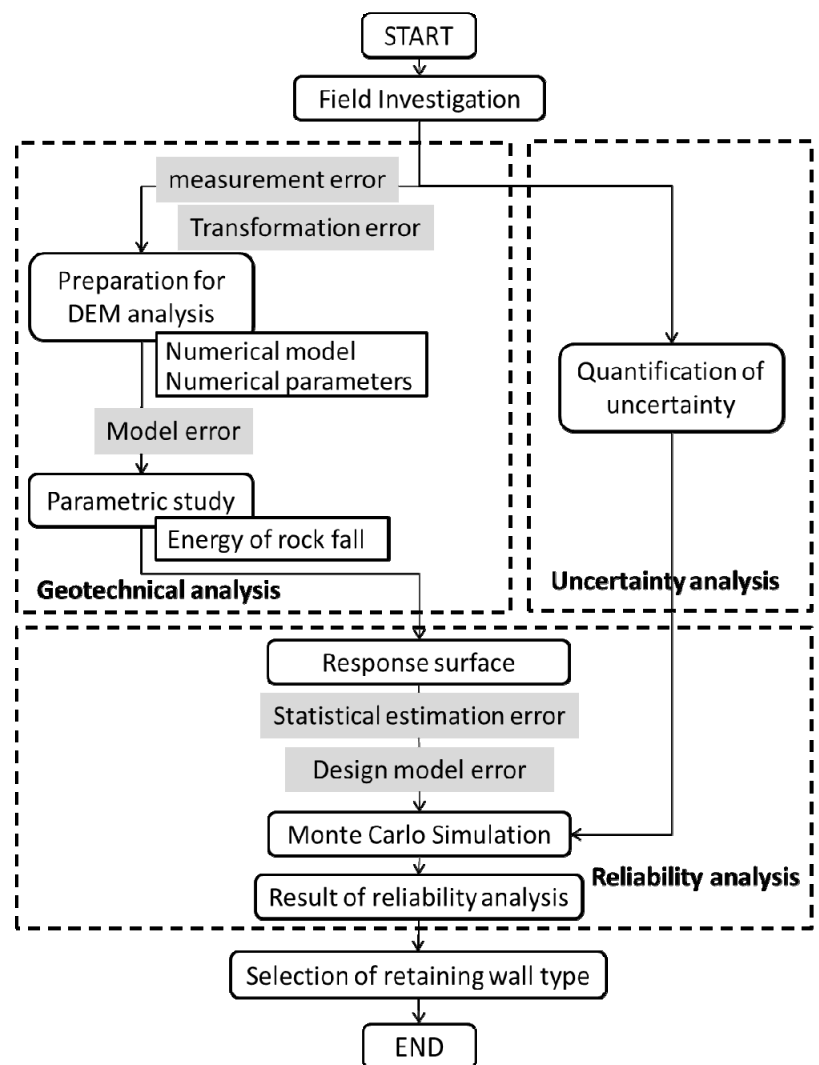 START
Field Investigation
measurement error
Transformation error
Preparation for
DEM analysis
Numerical model
Numerical parameters
Model error
Parametric study
Energy of rock fall
Geotechnical analysis
Quantification of
uncertainty
Uncertainty analysis
Response surface
Statistical estimation error
Design model error
Monte Carlo Simulation
Result of reliability analysis
Reliability analysis
Selection of retaining wall type
END